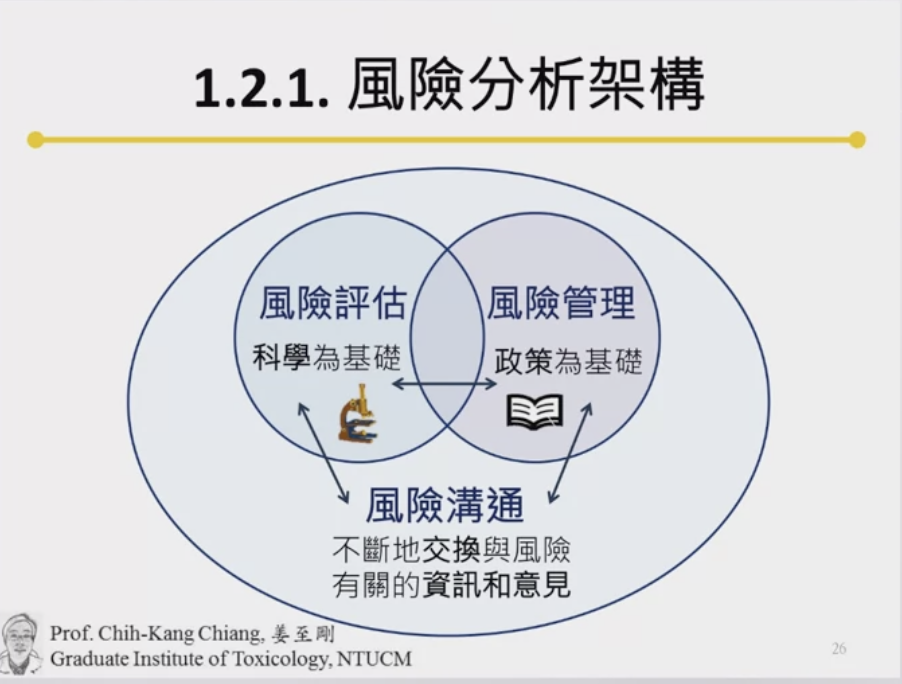 1.2.1. 風險分析架構
風險評估
科學為基礎
風險管理
政策為基礎
風險溝通
不斷地交換與風險
有關的資訊和意見
Prof. Chih-Kang Chiang, 姜至剛
Graduate Institute of Toxicology, NTUCM
26